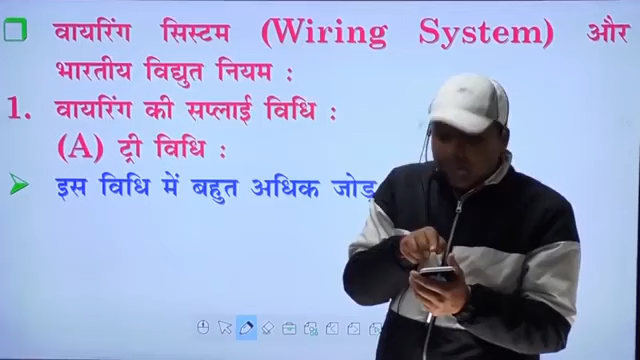 वायरिंग सिस्टम (Wiring System) और
भारतीय विद्युत नियम :
1. वायरिंग की सप्लाई विधि :
(A) ट्री विधि :
इस विधि में बहुत अधिक जोड़